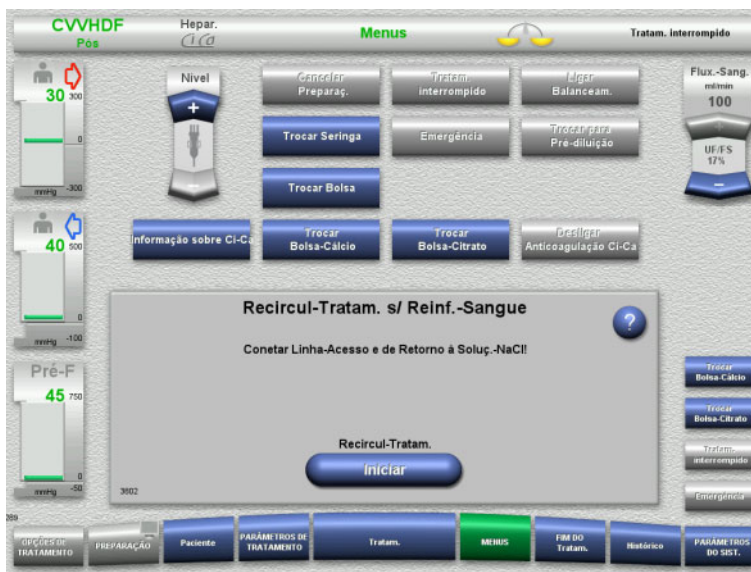 CVVHDF
Pós
Hepar.
Ci Ca
Menus
Tratam. interrompido
30
300
0
mmHg
-300
Nível
+
−
Cancelar
Preparaç.
Tratam.
interrompido
Ligar
Balanceam.
Flux.-Sang.
ml/min
100
+
UF/FS
17%
−
Trocar Seringa
Emergência
Trocar para
Pré-diluição
Trocar Bolsa
40
500
0
mmHg
-100
Informação sobre Ci-Ca
Trocar
Bolsa-Cálcio
Trocar
Bolsa-Citrato
Desligar
Anticoagulação Ci-Ca
Recircul-Tratam. s/ Reinf.-Sangue
?
Conetar Linha-Acesso e de Retorno à Soluç.-NaCl!
Recircul-Tratam.
Iniciar
3602
Pré-F
45
750
0
mmHg
-50
Trocar
Bolsa-Cálcio
Trocar
Bolsa-Citrato
Tratam.
interrompido
Emergência
OPÇÕES DE
TRATAMENTO
PREPARAÇÃO
Paciente
PARÂMETROS DE
TRATAMENTO
Tratam.
MENUS
FIM DO
Tratam.
Histórico
PARÂMETROS
DO SIST.